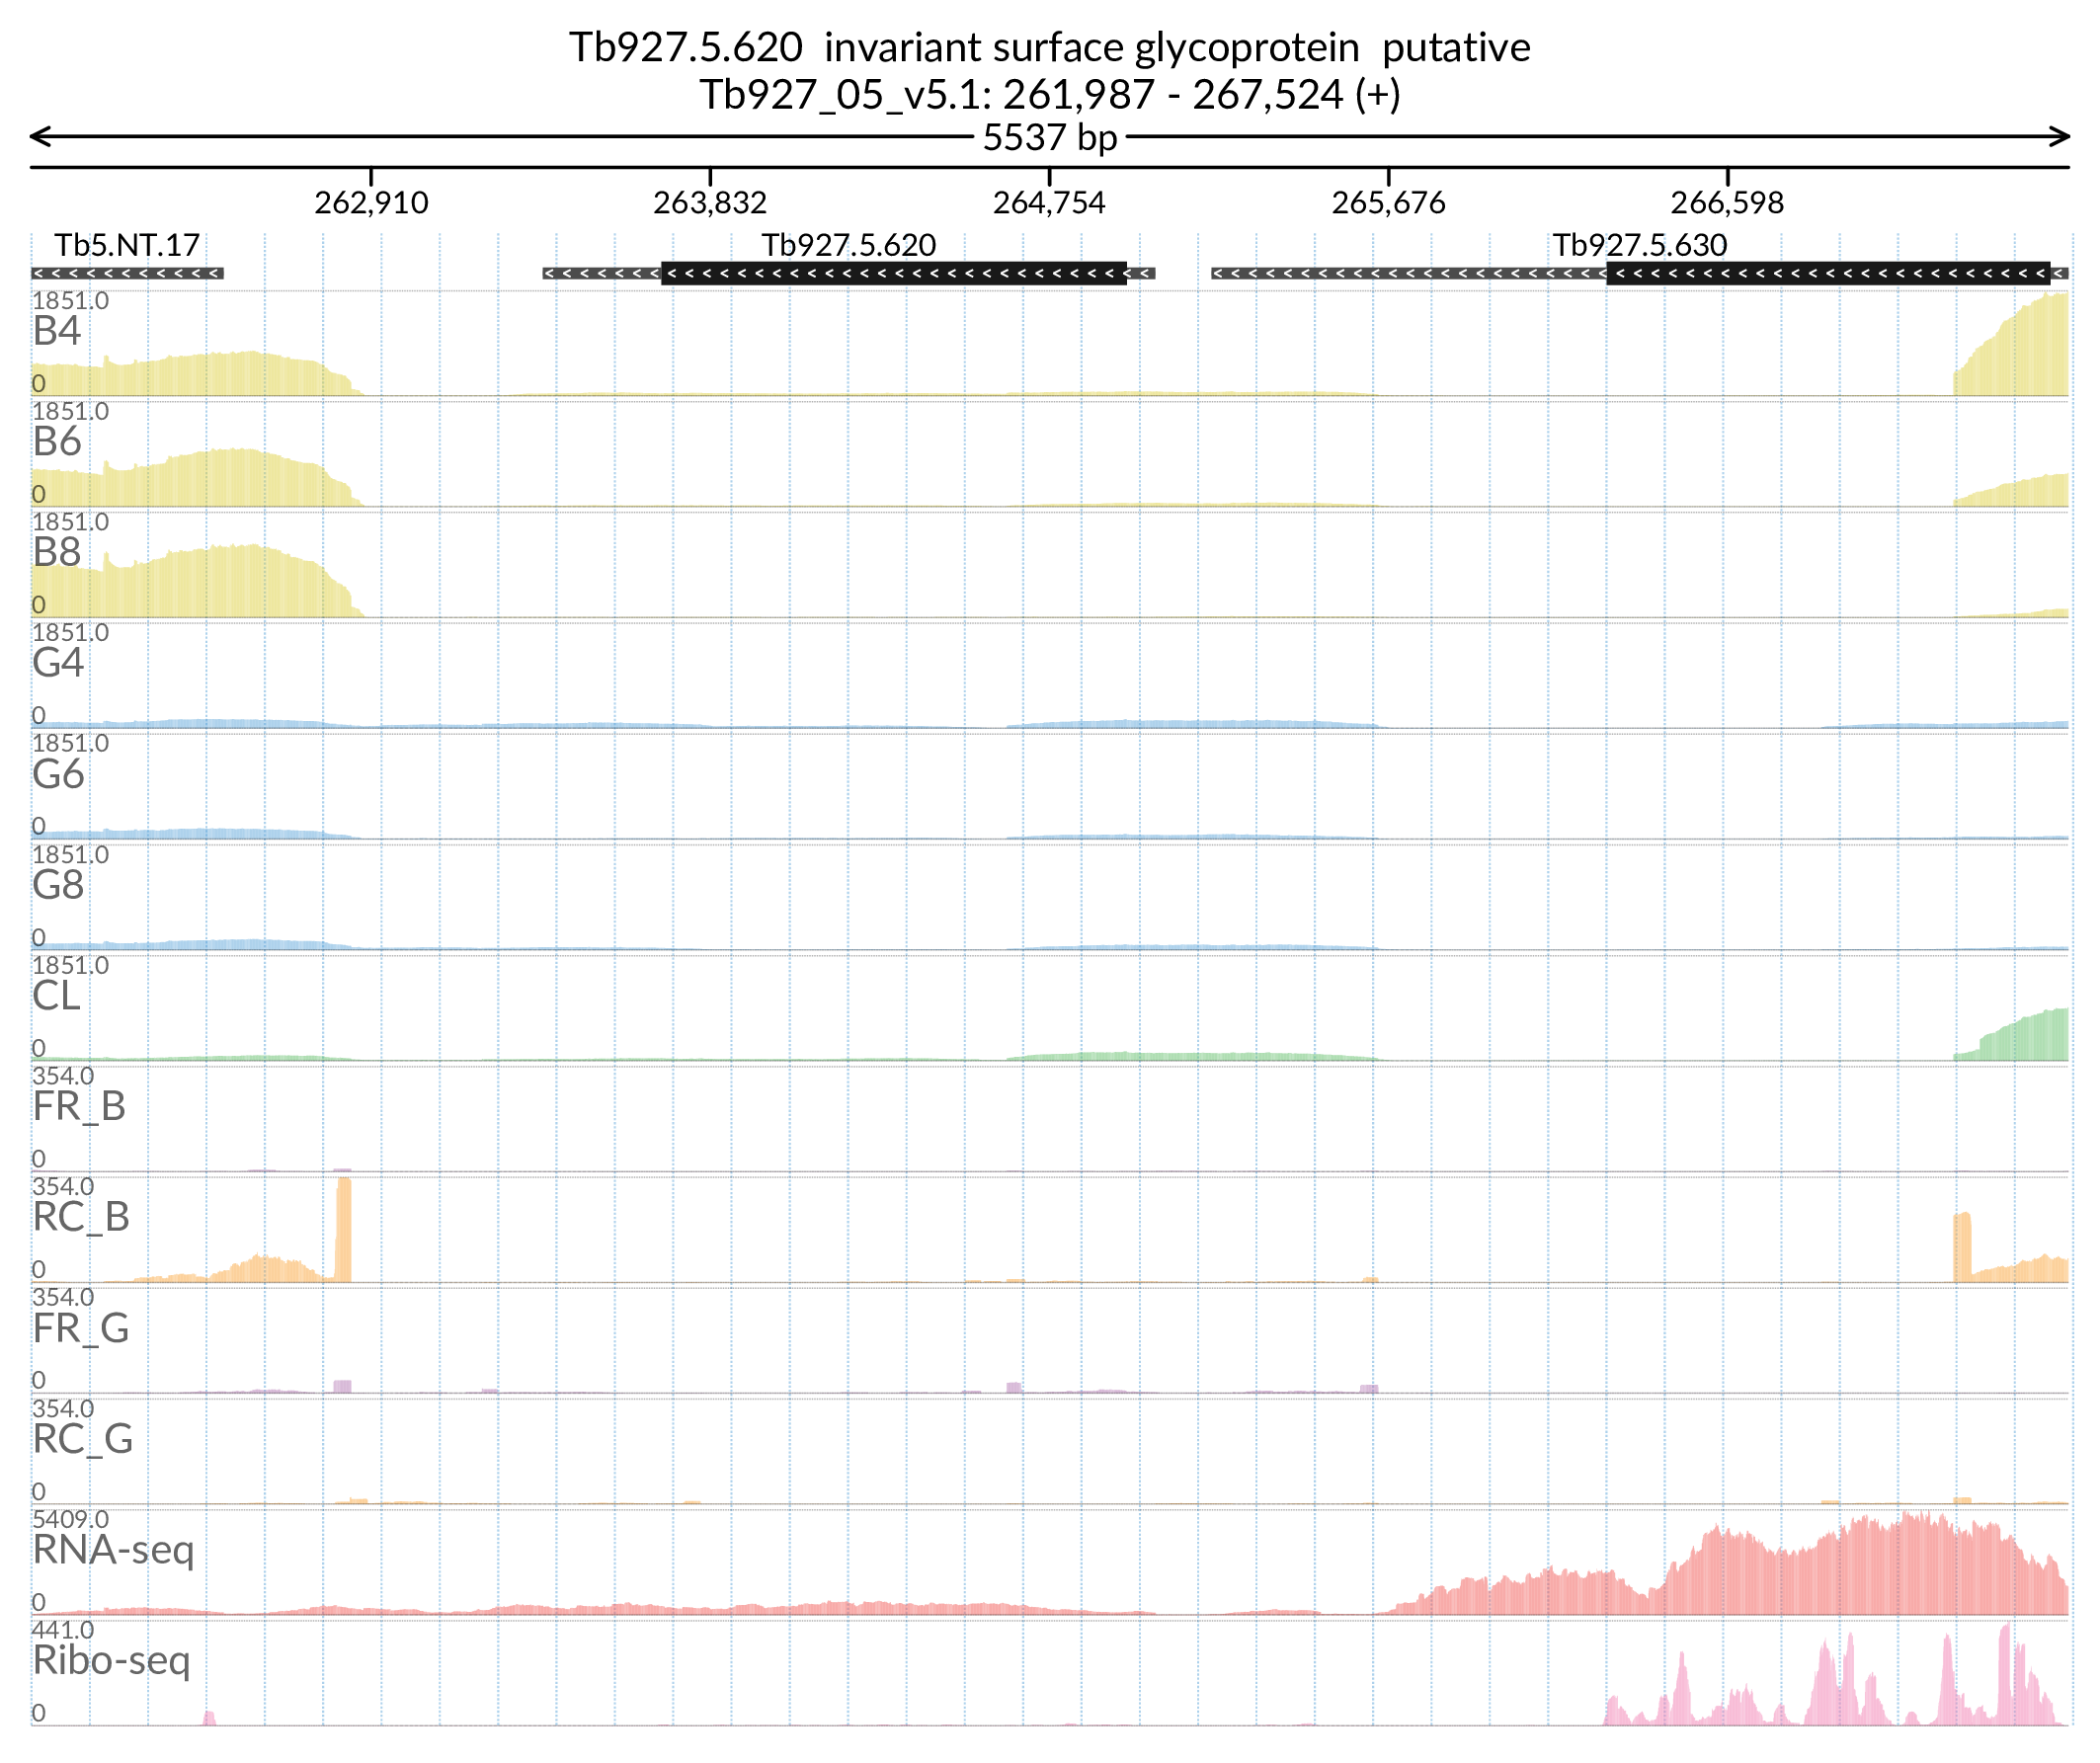 Tb927.5.620 invariant surface glycoprotein putative
Tb927_05_v5.1: 261,987 - 267,524 (+)
5537 bp
262,910 263,832 264,754 265,676 266,598
Tb5.NT.17 Tb927.5.620 Tb927.5.630
1851.0
B4
0
1851.0
B6
0
1851.0
B8
0
1851.0
G4
0
1851.0
G6
0
1851.0
G8
0
1851.0
CL
0
354.0
FR_B
0
354.0
RC_B
0
354.0
FR_G
0
354.0
RC_G
0
5409.0
RNA-seq
0
441.0
Ribo-seq
0